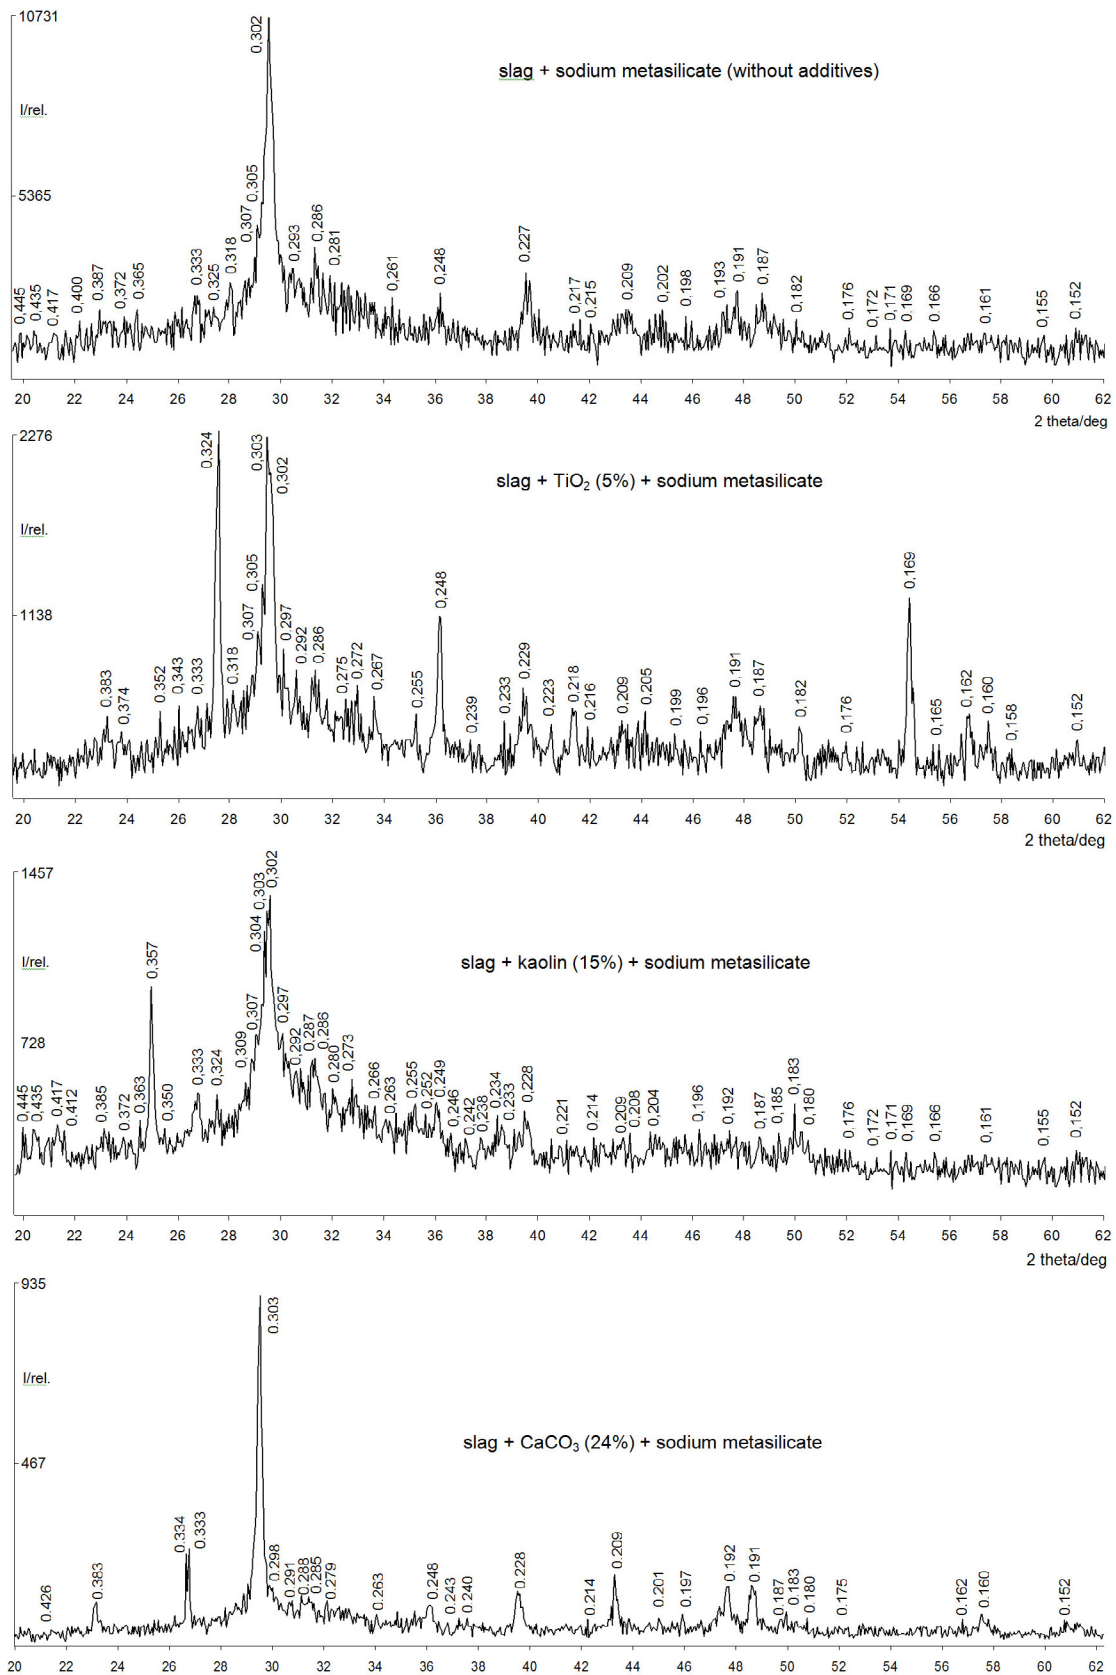 10731
0,302
slag + sodium metasilicate (without additives)
I/rel.
5365
0,445 0,435 0,417 0,400 0,387 0,372 0,365 0,333 0,325 0,318 0,307 0,305 0,293 0,286 0,281 0,261 0,248 0,227 0,217 0,215 0,209 0,202 0,198 0,193 0,191 0,187 0,182 0,176 0,172 0,171 0,169 0,166 0,161 0,155 0,152
20 22 24 26 28 30 32 34 36 38 40 42 44 46 48 50 52 54 56 58 60 62
2 theta/deg
2276
0,324 0,303 0,302
slag + TiO₂ (5%) + sodium metasilicate
I/rel.
1138
0,383 0,374 0,352 0,343 0,333 0,318 0,307 0,305 0,297 0,292 0,286 0,275 0,272 0,267 0,255 0,248 0,239 0,233 0,229 0,223 0,218 0,216 0,209 0,205 0,199 0,196 0,191 0,187 0,182 0,176 0,169 0,165 0,162 0,160 0,158 0,152
20 22 24 26 28 30 32 34 36 38 40 42 44 46 48 50 52 54 56 58 60 62
2 theta/deg
1457
0,304 0,303 0,302
slag + kaolin (15%) + sodium metasilicate
I/rel.
728
0,445 0,435 0,417 0,412 0,385 0,372 0,363 0,357 0,350 0,333 0,324 0,309 0,307 0,297 0,292 0,287 0,286 0,280 0,273 0,266 0,263 0,255 0,252 0,249 0,246 0,242 0,238 0,234 0,233 0,228 0,221 0,214 0,209 0,208 0,204 0,196 0,192 0,187 0,185 0,183 0,180 0,176 0,172 0,171 0,169 0,166 0,161 0,155 0,152
20 22 24 26 28 30 32 34 36 38 40 42 44 46 48 50 52 54 56 58 60 62
2 theta/deg
935
0.303
I/rel.
slag + CaCO₃ (24%) + sodium metasilicate
467
0.426 0.383 0.334 0.333 0.298 0.291 0.288 0.285 0.279 0.263 0.248 0.243 0.240 0.228 0.214 0.209 0.201 0.197 0.192 0.191 0.187 0.183 0.180 0.175 0.162 0.160 0.152
20 22 24 26 28 30 32 34 36 38 40 42 44 46 48 50 52 54 56 58 60 62